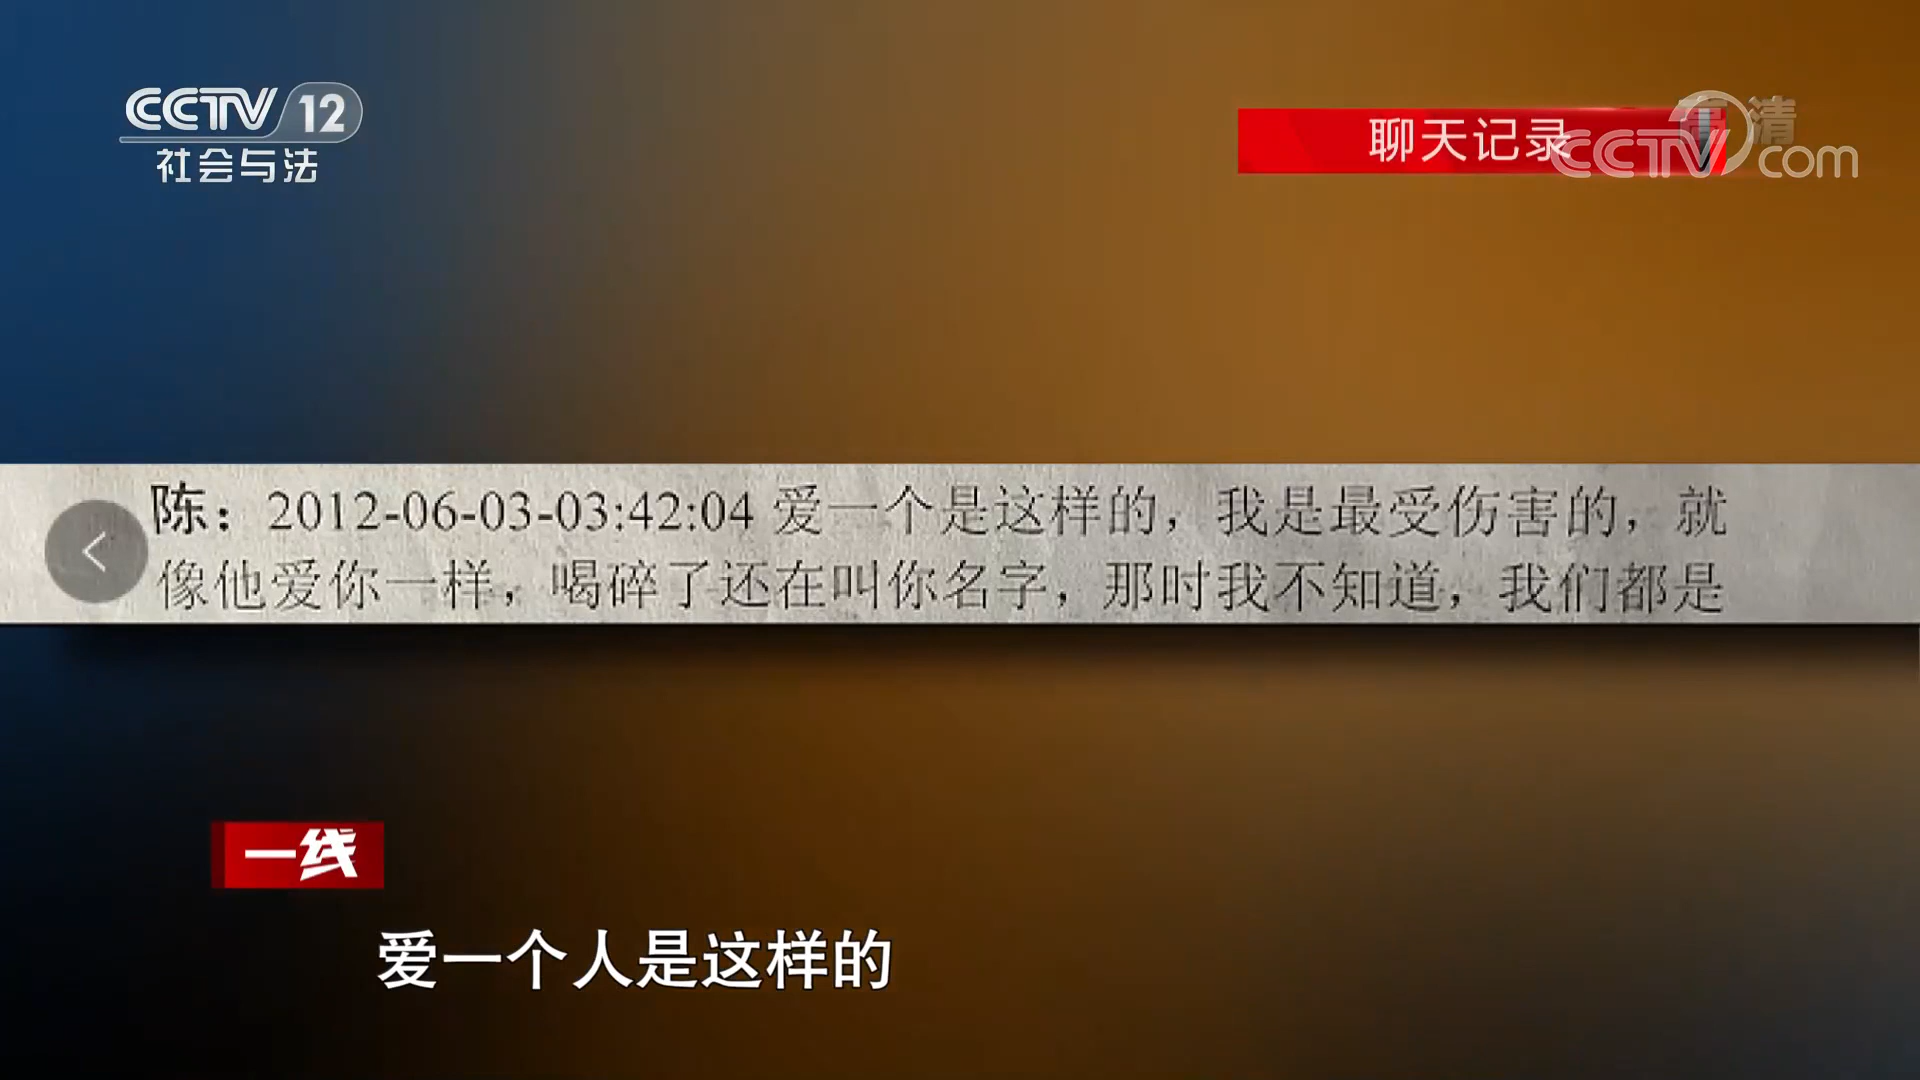 CCTV 12
社会与法
聊天记录
高清
CCTV com
陈：2012-06-03-03:42:04 爱一个是这样的，我是最受伤害的，就
像他爱你一样，喝碎了还在叫你名字，那时我不知道，我们都是
一线
爱一个人是这样的